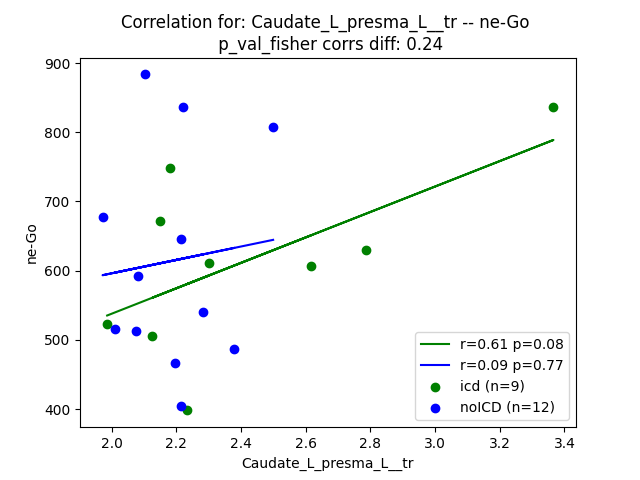 Correlation for: Caudate_L_presma_L__tr -- ne-Go
p_val_fisher corrs diff: 0.24
900
800
700
600
500
400
ne-Go
r=0.61 p=0.08
r=0.09 p=0.77
icd (n=9)
noICD (n=12)
2.0 2.2 2.4 2.6 2.8 3.0 3.2 3.4
Caudate_L_presma_L__tr